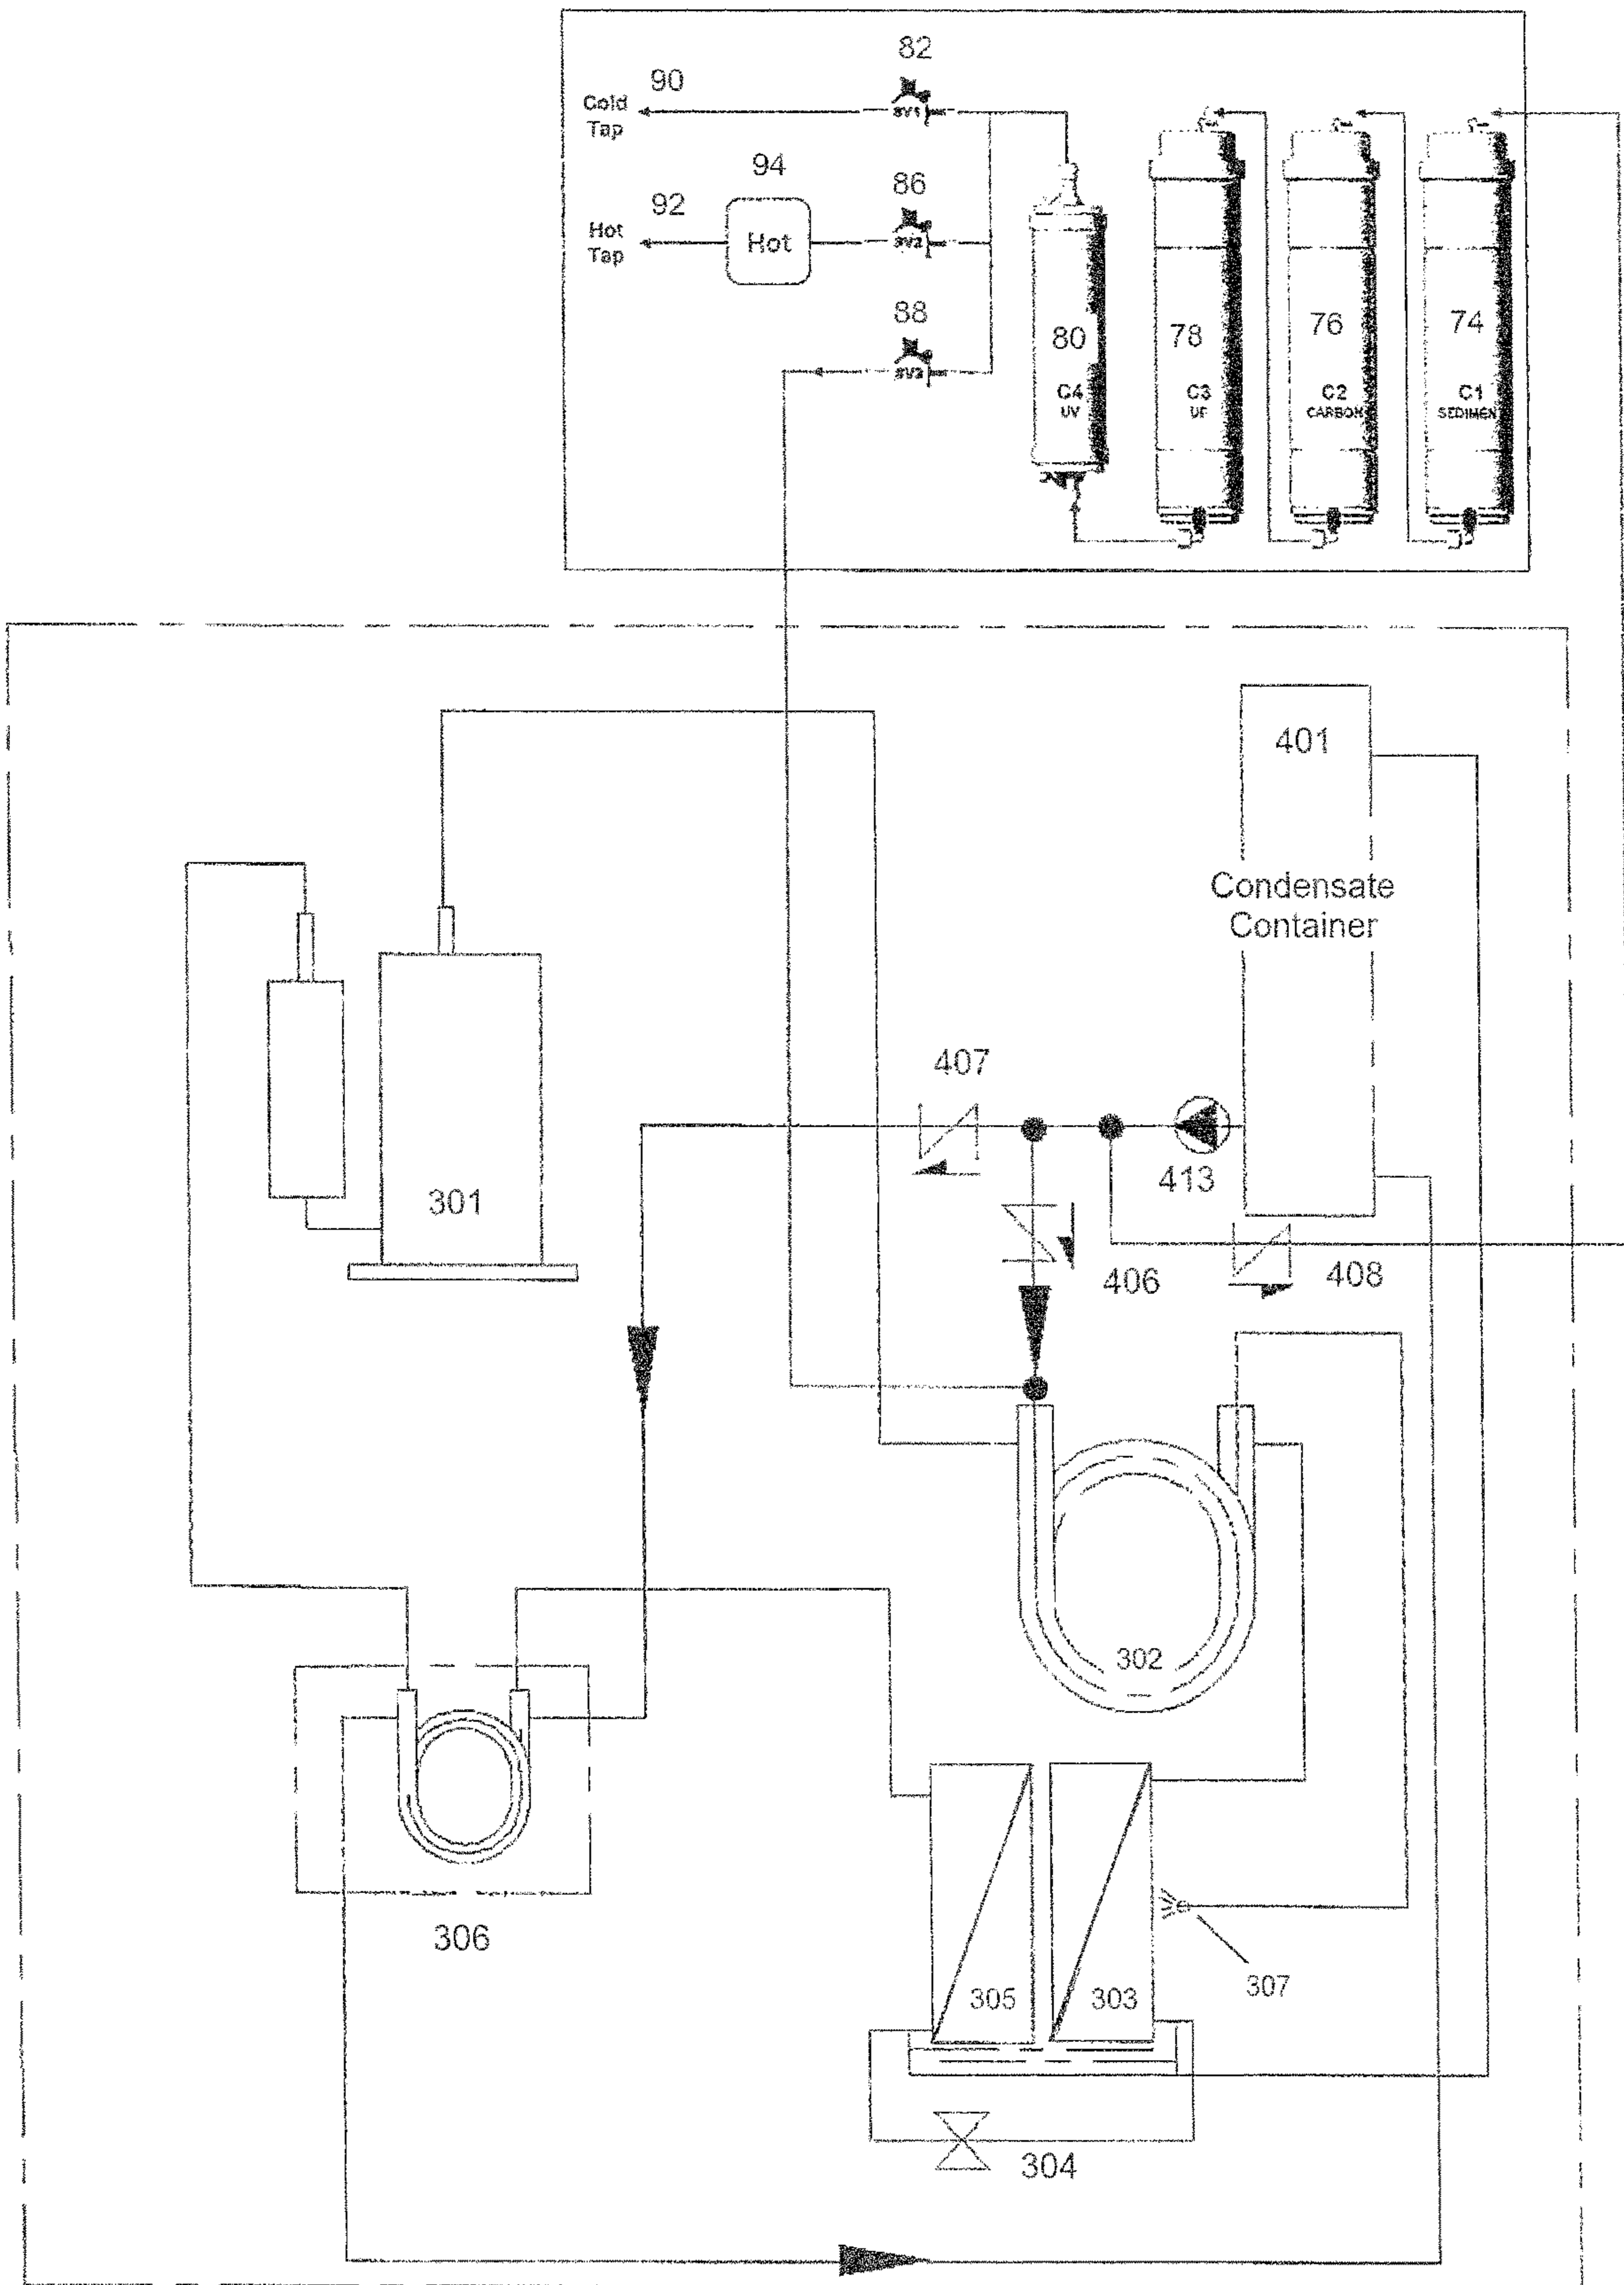 82
90
Cold
Tap
SV1
94
86
92
Hot
Tap
Hot
SV2
88
SV3
80
C4
UV
78
C3
UF
76
C2
CARBON
74
C1
SEDIMEN
401
Condensate
Container
407
413
301
406
408
302
306
305
303
307
304